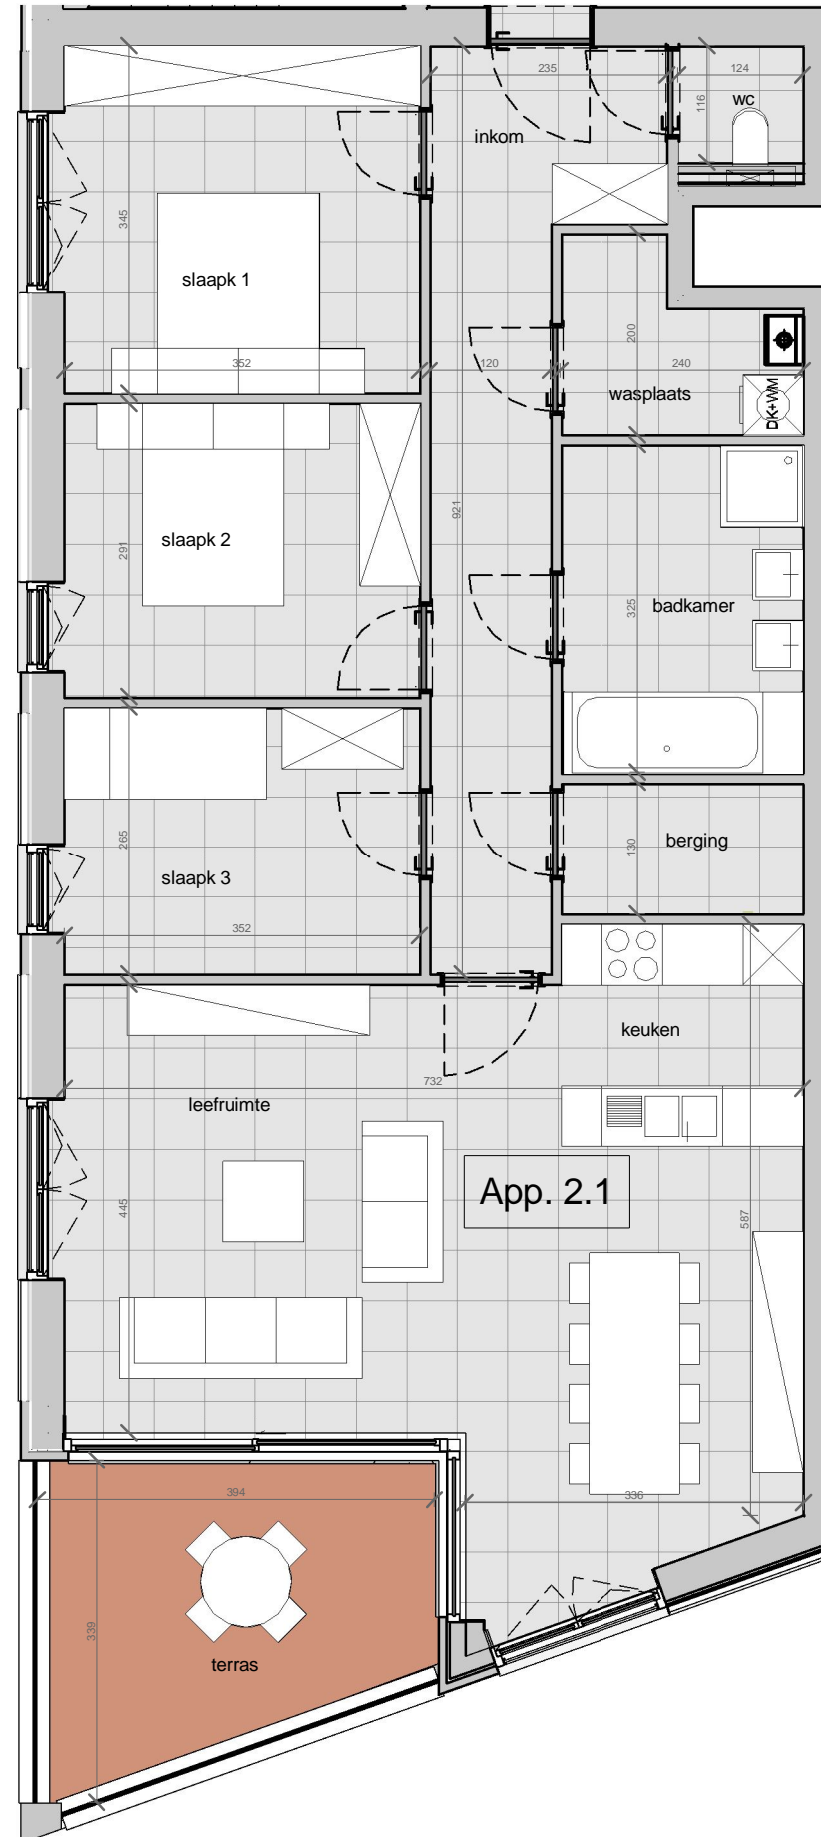 235
124
wc
116
inkom
345
slaapk 1
200
352
120
240
wasplaats
DK+WM
921
slaapk 2
291
badkamer
325
berging
130
265
slaapk 3
352
keuken
732
leefruimte
App. 2.1
445
587
394
336
339
terras